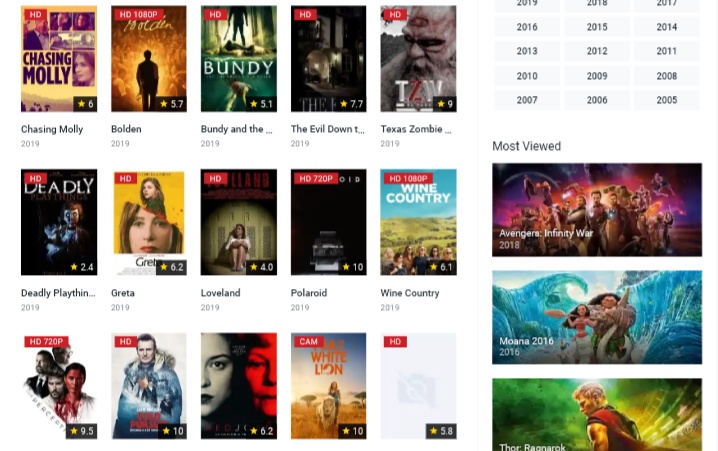 HD
CHASING
MOLLY
6
Chasing Molly
2019
HD 1080P
Bolden
5.7
Bolden
2019
HD
BUNDY
5.1
Bundy and the ...
2019
HD
7.7
The Evil Down t...
2019
HD
9
Texas Zombie ...
2019
HD
DEADLY
PLAYTHINGS
2.4
Deadly Playthin...
2019
HD
Greta
6.2
Greta
2019
HD
4.0
Loveland
2019
HD 720P
OID
10
Polaroid
2019
HD 1080P
WINE
COUNTRY
6.1
Wine Country
2019
HD 720P
9.5
HD
10
6.2
CAM
WHITE
LION
10
HD
5.8
2019 2018 2017
2016 2015 2014
2013 2012 2011
2010 2009 2008
2007 2006 2005
Most Viewed
Avengers: Infinity War
2018
Moana 2016
2016
Thor: Ragnarok